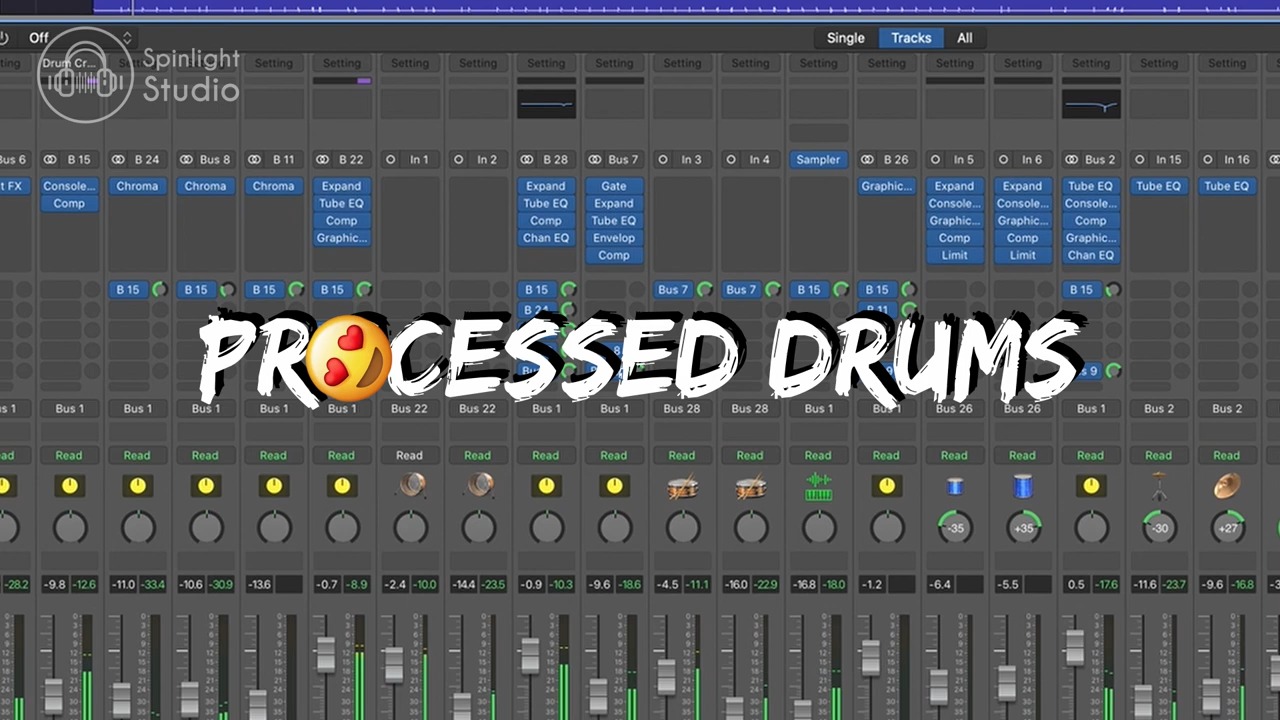 Off Single Tracks All
Spinlight
Studio
Drum Cr... Setting Setting Setting Setting Setting Setting Setting Setting Setting Setting Setting Setting Setting Setting Setting Setting
Bus 6 B 15 B 24 Bus 8 B 11 B 22 In 1 In 2 B 28 Bus 7 In 3 In 4 Sampler B 26 In 5 In 6 Bus 2 In 15 In 16
t FX Console... Chroma Chroma Chroma Expand Expand Gate Graphic... Expand Expand Tube EQ Tube EQ Tube EQ
Comp Tube EQ Tube EQ Expand Console... Console... Console...
Comp Comp Tube EQ Graphic... Graphic... Comp
Graphic... Chan EQ Envelop Comp Comp Graphic...
Comp Limit Limit Chan EQ
B 15 B 15 B 15 B 15 B 15 Bus 7 Bus 7 B 15 B 15 B 15
PROCESSED DRUMS
s 1 Bus 1 Bus 1 Bus 1 Bus 1 Bus 1 Bus 22 Bus 22 Bus 1 Bus 1 Bus 28 Bus 28 Bus 1 Bus 1 Bus 26 Bus 26 Bus 1 Bus 2 Bus 2
ad Read Read Read Read Read Read Read Read Read Read Read Read Read Read Read Read Read Read
-35 +35 -30 +27
-28.2 -9.8 -12.6 -11.0 -33.4 -10.6 -30.9 -13.6 -0.7 -8.9 -2.4 -10.0 -14.4 -23.5 -0.9 -10.3 -9.6 -18.6 -4.5 -11.1 -16.0 -22.9 -16.8 -18.0 -1.2 -6.4 -5.5 0.5 -17.6 -11.6 -23.7 -9.6 -16.8